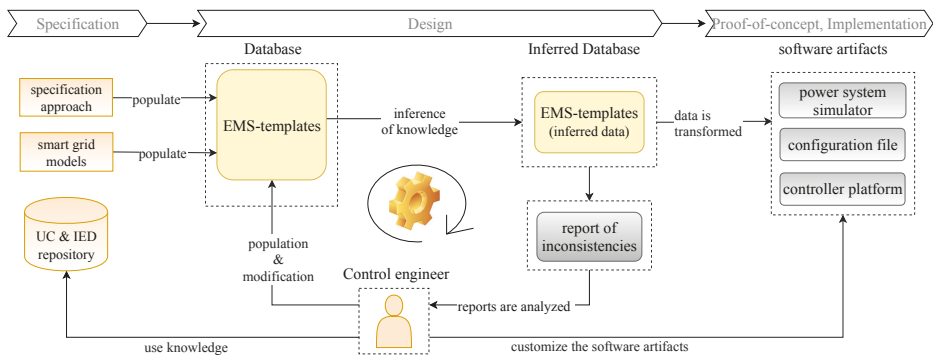 Specification
Design
Proof-of-concept, Implementation
Database
Inferred Database
software artifacts
specification
approach
populate
smart grid
models
populate
EMS-templates
inference
of knowledge
EMS-templates
(inferred data)
data is
transformed
power system
simulator
configuration file
controller platform
UC & IED
repository
population
&
modification
report of
inconsistencies
Control engineer
reports are analyzed
use knowledge
customize the software artifacts